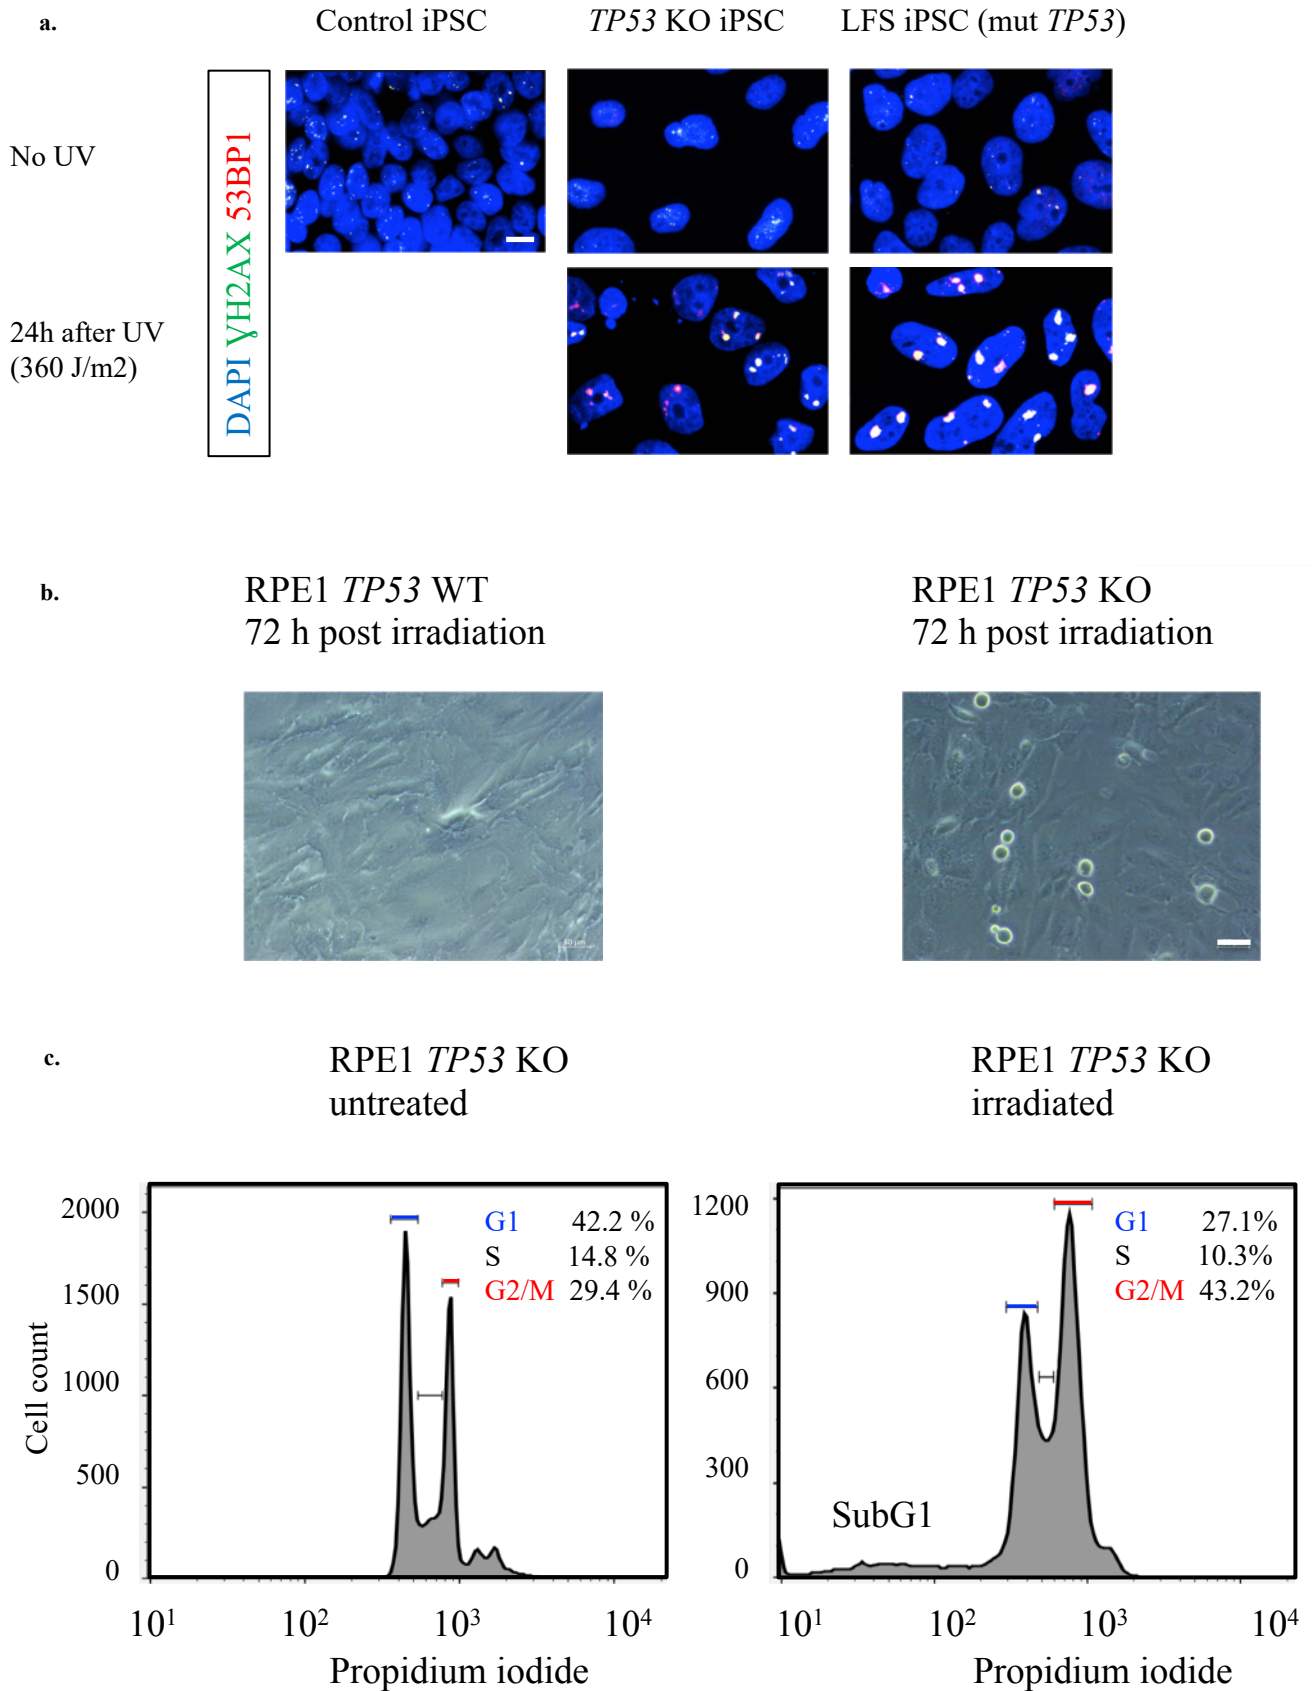 a.
Control iPSC
TP53 KO iPSC
LFS iPSC (mut TP53)
No UV
24h after UV
(360 J/m2)
DAPI ɣH2AX 53BP1
b.
RPE1 TP53 WT
72 h post irradiation
RPE1 TP53 KO
72 h post irradiation
50 µm
c.
RPE1 TP53 KO
untreated
RPE1 TP53 KO
irradiated
Cell count
2000
1500
1000
500
0
G1 42.2 %
S 14.8 %
G2/M 29.4 %
10¹ 10² 10³ 10⁴
Propidium iodide
1200
900
600
300
0
G1 27.1%
S 10.3%
G2/M 43.2%
SubG1
10¹ 10² 10³ 10⁴
Propidium iodide